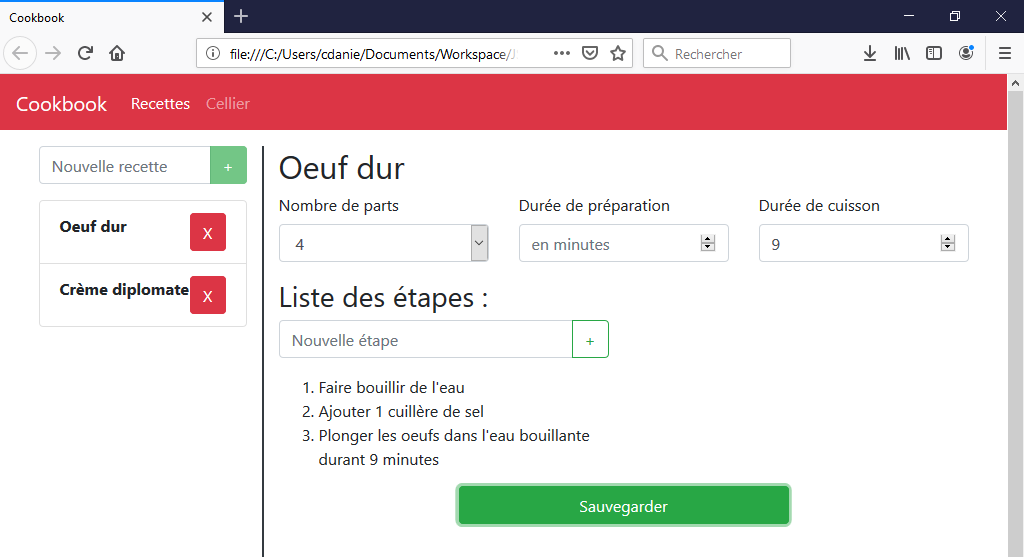 Cookbook
file:///C:/Users/cdanie/Documents/Workspace/J
Rechercher
Cookbook Recettes Cellier
Nouvelle recette +
Oeuf dur X
Crème diplomate X
Oeuf dur
Nombre de parts Durée de préparation Durée de cuisson
4 en minutes 9
Liste des étapes :
Nouvelle étape +
1. Faire bouillir de l'eau
2. Ajouter 1 cuillère de sel
3. Plonger les oeufs dans l'eau bouillante
durant 9 minutes
Sauvegarder